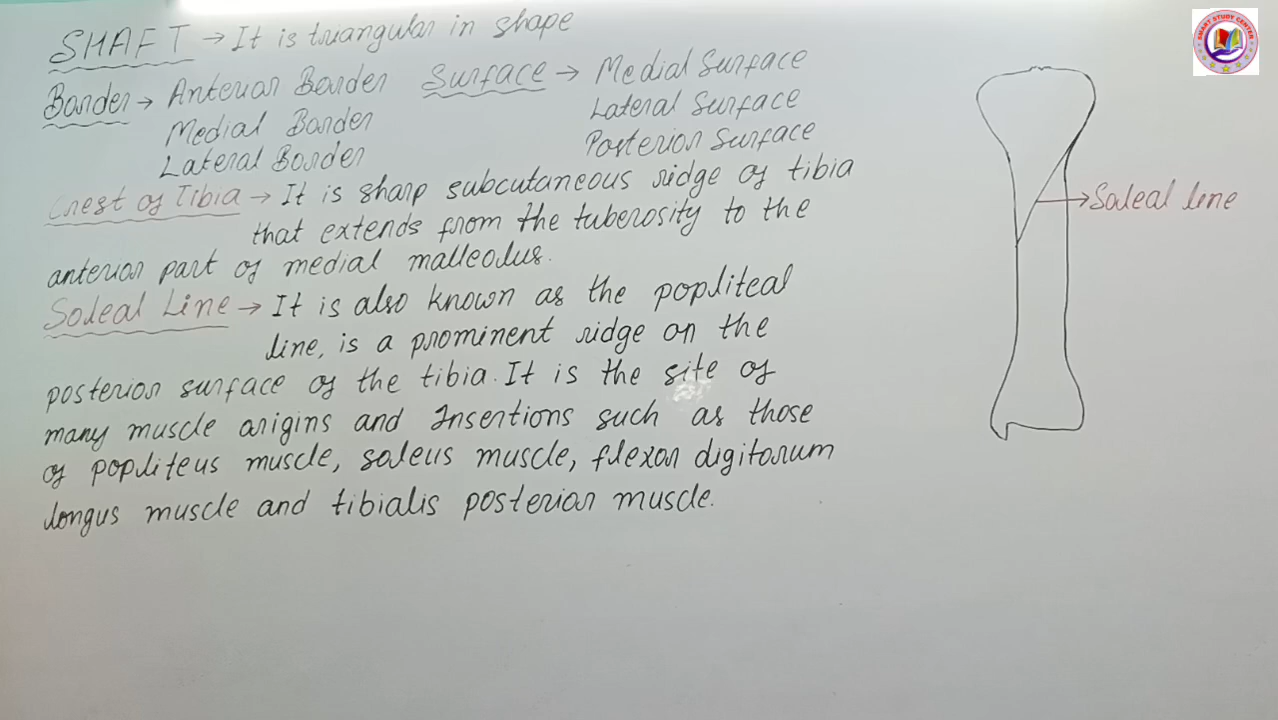 SHAFT → It is triangular in shape
Border → Anterior Border Surface → Medial Surface
Medial Border Lateral Surface
Lateral Border Posterior Surface
Crest of Tibia → It is sharp subcutaneous ridge of tibia
that extends from the tuberosity to the
anterior part of medial malleolus.
Soleal Line → It is also known as the popliteal
line, is a prominent ridge on the
posterior surface of the tibia. It is the site of
many muscle origins and Insertions such as those
of popliteus muscle, soleus muscle, flexor digitorum
longus muscle and tibialis posterior muscle.
Soleal line
SMART STUDY CENTER